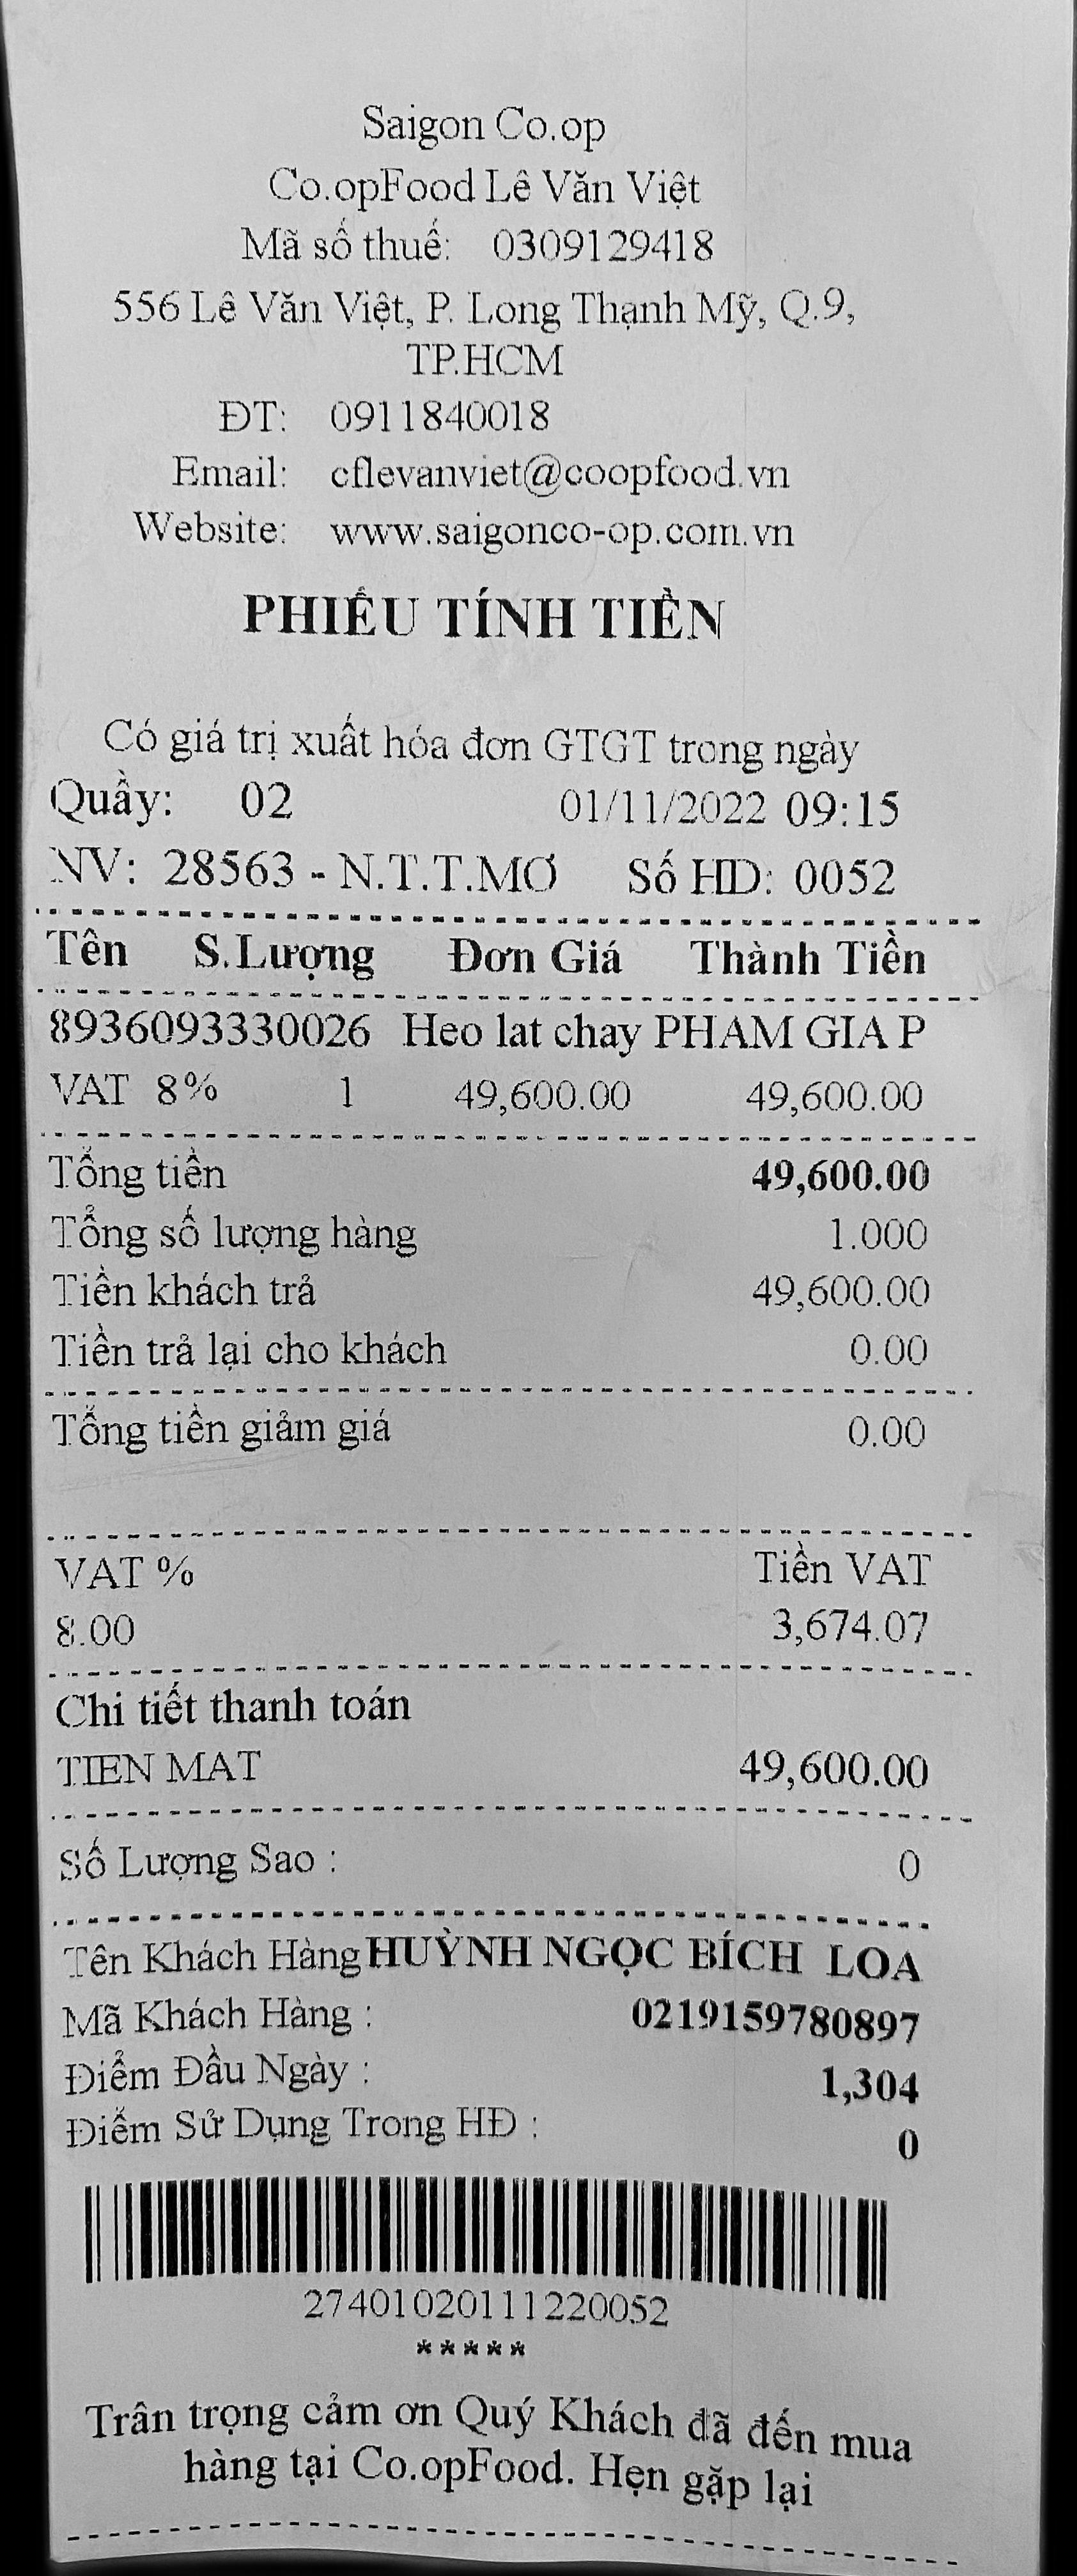 Saigon Co.op
Co.opFood Lê Văn Việt
Mã số thuế: 0309129418
556 Lê Văn Việt, P. Long Thạnh Mỹ, Q.9,
TP.HCM
ĐT: 0911840018
Email: cflevanviet@coopfood.vn
Website: www.saigonco-op.com.vn
PHIẾU TÍNH TIỀN
Có giá trị xuất hóa đơn GTGT trong ngày
Quầy: 02 01/11/2022 09:15
NV: 28563 - N.T.T.MƠ Số HD: 0052
Tên S.Lượng Đơn Giá Thành Tiền
8936093330026 Heo lat chay PHAM GIA P
VAT 8% 1 49,600.00 49,600.00
Tổng tiền 49,600.00
Tổng số lượng hàng 1.000
Tiền khách trả 49,600.00
Tiền trả lại cho khách 0.00
Tổng tiền giảm giá 0.00
VAT % Tiền VAT
8.00 3,674.07
Chi tiết thanh toán
TIEN MAT 49,600.00
Số Lượng Sao : 0
Tên Khách Hàng HUỲNH NGỌC BÍCH LOA
Mã Khách Hàng : 0219159780897
Điểm Đầu Ngày : 1,304
Điểm Sử Dụng Trong HĐ : 0
27401020111220052
*****
Trân trọng cảm ơn Quý Khách đã đến mua
hàng tại Co.opFood. Hẹn gặp lại